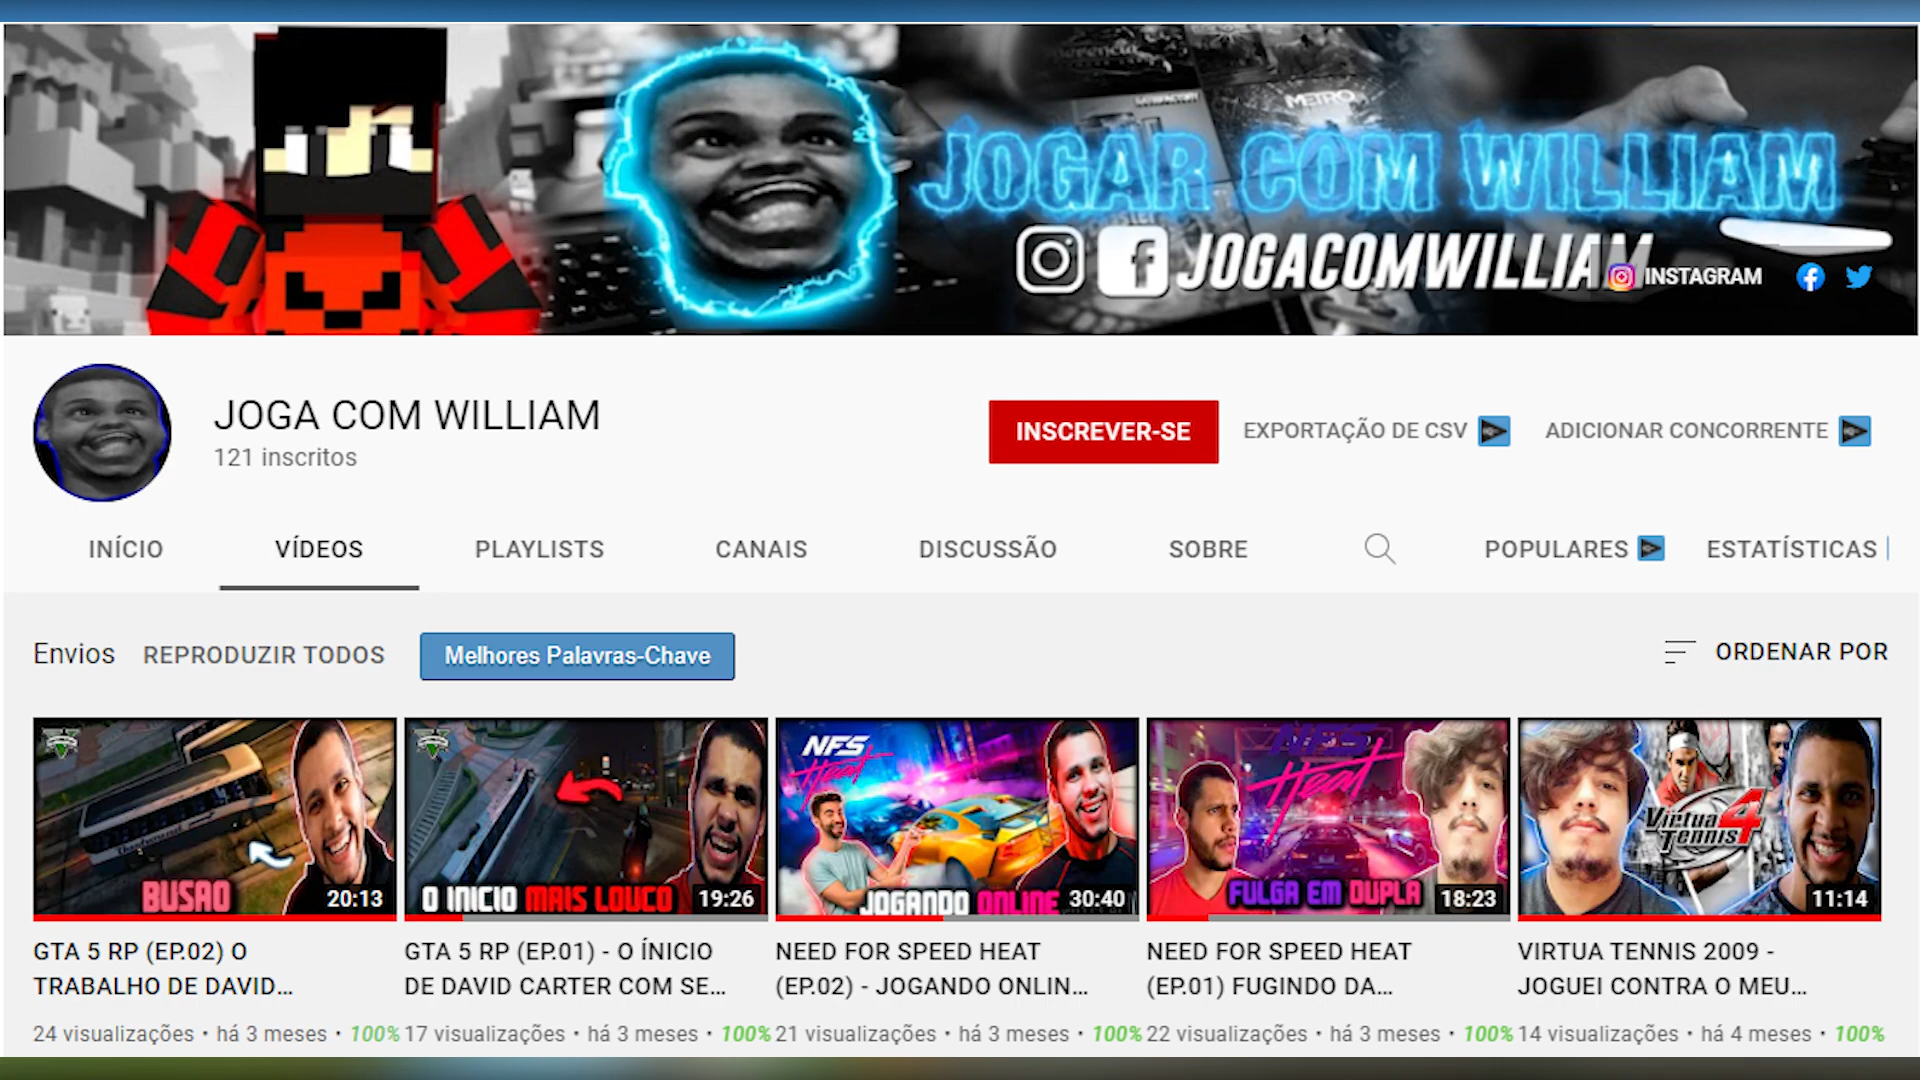 METRO
JOGAR COM WILLIAM
JOGACOMWILLIAM
INSTAGRAM
JOGA COM WILLIAM
121 inscritos
INSCREVER-SE
EXPORTAÇÃO DE CSV
ADICIONAR CONCORRENTE
INÍCIO
VÍDEOS
PLAYLISTS
CANAIS
DISCUSSÃO
SOBRE
POPULARES
ESTATÍSTICAS
Envios
REPRODUZIR TODOS
Melhores Palavras-Chave
ORDENAR POR
BUSAO
20:13
O INICIO MAIS LOUCO
19:26
NFS
Heat
JOGANDO ONLINE
30:40
NFS
Heat
FULGA EM DUPLA
18:23
Virtua
Tennis 4
11:14
GTA 5 RP (EP.02) O
TRABALHO DE DAVID...
24 visualizações • há 3 meses • 100%
GTA 5 RP (EP.01) - O ÍNICIO
DE DAVID CARTER COM SE...
17 visualizações • há 3 meses • 100%
NEED FOR SPEED HEAT
(EP.02) - JOGANDO ONLIN...
21 visualizações • há 3 meses • 100%
NEED FOR SPEED HEAT
(EP.01) FUGINDO DA...
22 visualizações • há 3 meses • 100%
VIRTUA TENNIS 2009 -
JOGUEI CONTRA O MEU...
14 visualizações • há 4 meses • 100%